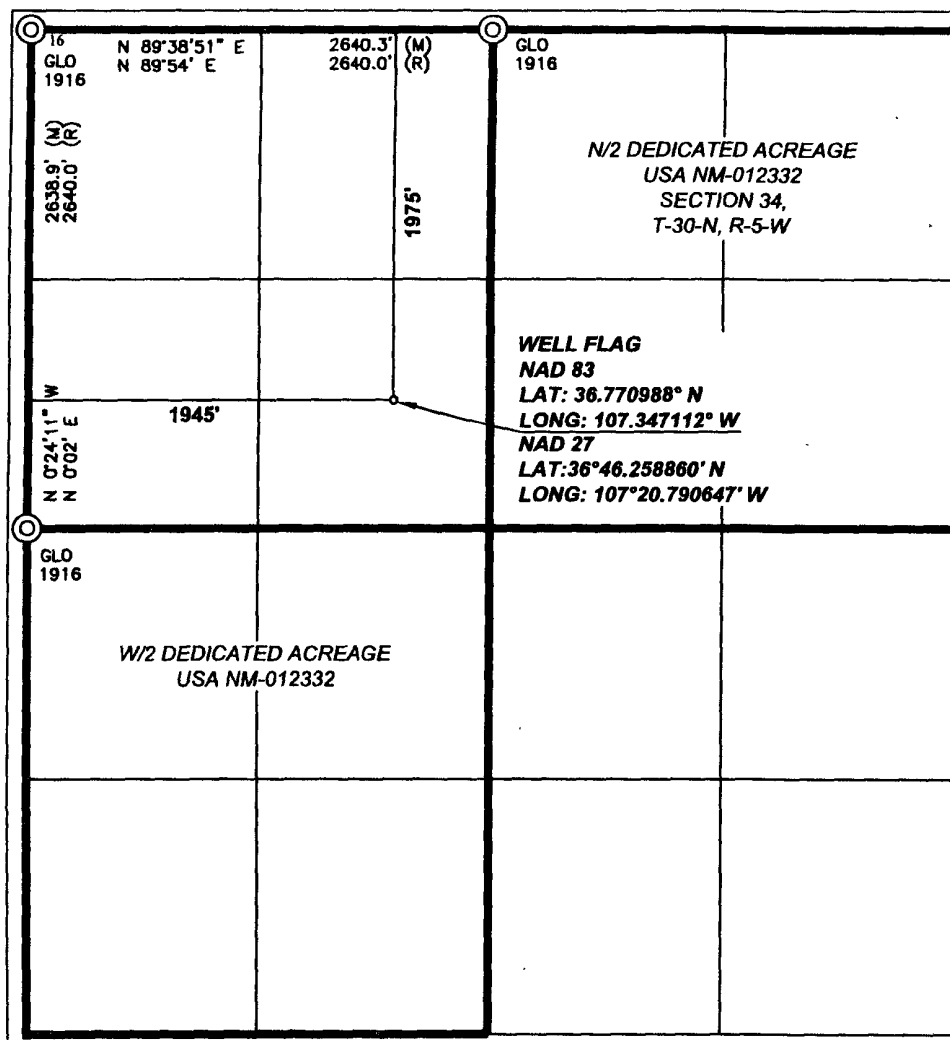 16
GLO
1916
N 89°38'51" E
N 89°54' E
2640.3' (M)
2640.0' (R)
GLO
1916
2638.9' (M)
2640.0' (R)
1975'
N/2 DEDICATED ACREAGE
USA NM-012332
SECTION 34,
T-30-N, R-5-W
WELL FLAG
NAD 83
LAT: 36.770988° N
LONG: 107.347112° W
NAD 27
LAT:36°46.258860' N
LONG: 107°20.790647' W
1945'
N 0°24'11" W
N 0°02' E
GLO
1916
W/2 DEDICATED ACREAGE
USA NM-012332